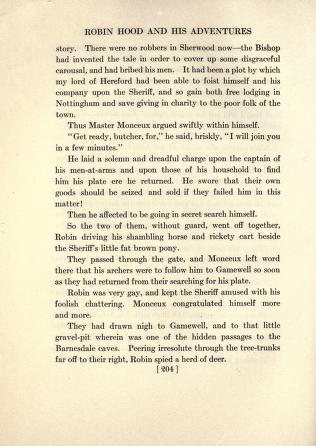 ROBIN HOOD AND HIS ADVENTURES
story. There were no robbers in Sherwood now—the Bishop
had invented the tale in order to cover up some disgraceful
carousal, and had bribed his men. It had been a plot by which
my lord of Hereford had been able to foist himself and his
company upon the Sheriff, and so gain both free lodging in
Nottingham and save giving in charity to the poor folk of the
town.
Thus Master Monceux argued swiftly within himself.
"Get ready, butcher, for," he said, briskly, "I will join you
in a few minutes."
He laid a solemn and dreadful charge upon the captain of
his men-at-arms and upon those of his household to find
him his plate ere he returned. He swore that their own
goods should be seized and sold if they failed him in this
matter!
Then he affected to be going in secret search himself.
So the two of them, without guard, went off together,
Robin driving his shambling horse and rickety cart beside
the Sheriff's little fat brown pony.
They passed through the gate, and Monceux left word
there that his archers were to follow him to Gamewell so soon
as they had returned from their searching for his plate.
Robin was very gay, and kept the Sheriff amused with his
foolish chattering. Monceux congratulated himself more
and more.
They had drawn nigh to Gamewell, and to that little
gravel-pit wherein was one of the hidden passages to the
Barnesdale caves. Peering irresolute through the tree-trunks
far off to their right, Robin spied a herd of deer.
[ 204 ]